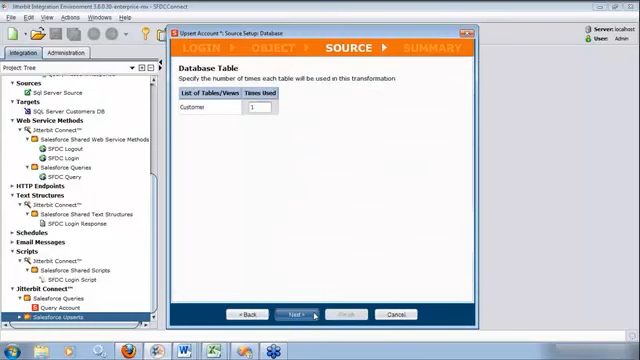 Jitterbit Integration Environment 3.8.0.30-enterprise-mx - SFDCConnect
File Edit View Actions Windows Help
Server: localhost
User: Admin
Integration Administration
Project Tree
Sources
Sql Server Source
Targets
SQL Server Customers DB
Web Service Methods
Jitterbit Connect™
Salesforce Shared Web Service Methods
SFDC Logout
SFDC Login
Salesforce Queries
SFDC Query
HTTP Endpoints
Text Structures
Jitterbit Connect™
Salesforce Shared Text Structures
SFDC Login Response
Schedules
Email Messages
Scripts
Jitterbit Connect™
Salesforce Shared Scripts
SFDC Login Script
Jitterbit Connect™
Salesforce Queries
Query Account
Salesforce Upserts
Upsert Account *: Source Setup: Database
LOGIN OBJECT SOURCE SUMMARY
Database Table
Specify the number of times each table will be used in this transformation
List of Tables/Views Times Used
Customer 1
< Back Next > Finish Cancel